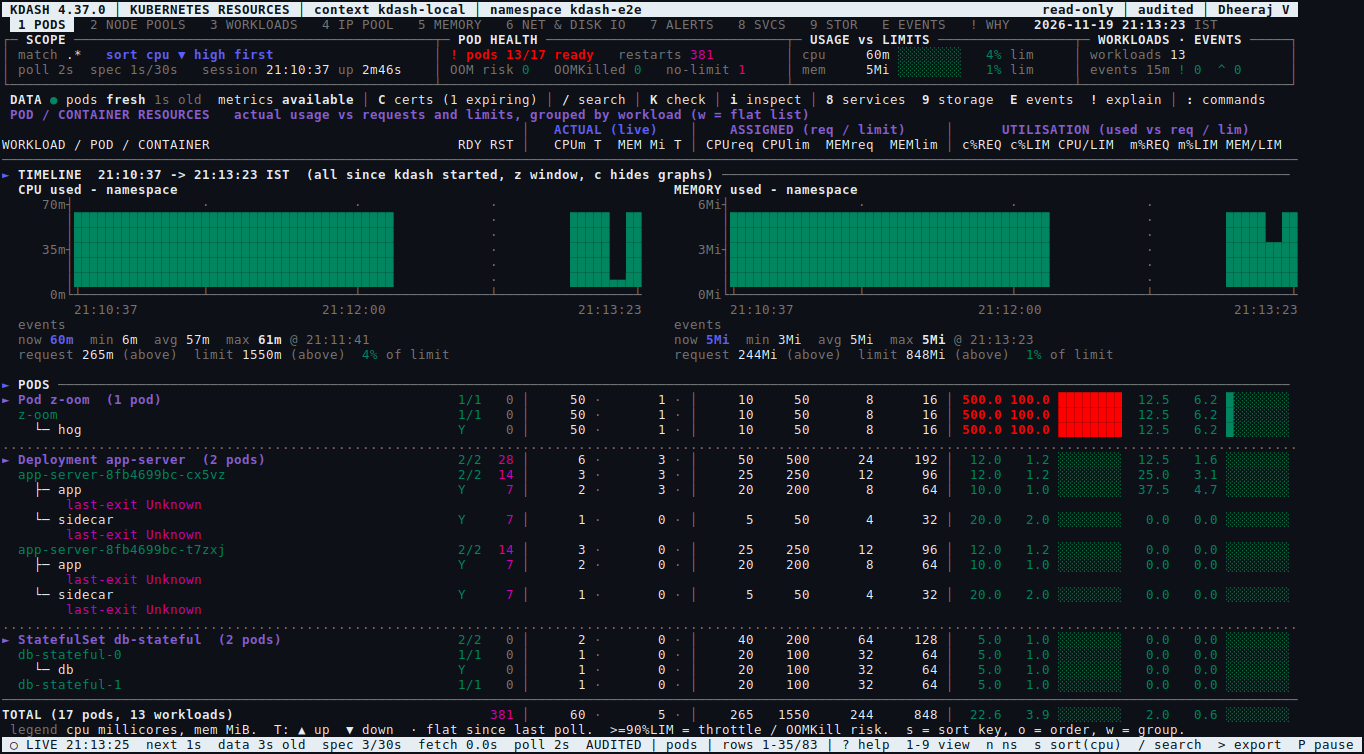 KDASH 4.37.0 │ KUBERNETES RESOURCES │ context kdash-local │ namespace kdash-e2e read-only │ audited │ Dheeraj V
1 PODS 2 NODE POOLS 3 WORKLOADS 4 IP POOL 5 MEMORY 6 NET & DISK IO 7 ALERTS 8 SVCS 9 STOR E EVENTS ! WHY 2026-11-19 21:13:23 IST
SCOPE POD HEALTH USAGE vs LIMITS WORKLOADS · EVENTS
match .* sort cpu ▼ high first ! pods 13/17 ready restarts 381 cpu 60m 4% lim workloads 13
poll 2s spec 1s/30s session 21:10:37 up 2m46s OOM risk 0 OOMKilled 0 no-limit 1 mem 5Mi 1% lim events 15m ! 0 ^ 0
DATA ● pods fresh 1s old metrics available │ C certs (1 expiring) │ / search │ K check │ i inspect │ 8 services 9 storage E events ! explain │ : commands
POD / CONTAINER RESOURCES actual usage vs requests and limits, grouped by workload (w = flat list)
│ ACTUAL (live) │ ASSIGNED (req / limit) │ UTILISATION (used vs req / lim)
WORKLOAD / POD / CONTAINER RDY RST │ CPUm T MEM Mi T │ CPUreq CPUlim MEMreq MEMlim │ c%REQ c%LIM CPU/LIM m%REQ m%LIM MEM/LIM
► TIMELINE 21:10:37 -> 21:13:23 IST (all since kdash started, z window, c hides graphs)
CPU used - namespace MEMORY used - namespace
70m 6Mi
35m 3Mi
0m 0Mi
21:10:37 21:12:00 21:13:23 21:10:37 21:12:00 21:13:23
events events
now 60m min 6m avg 57m max 61m @ 21:11:41 now 5Mi min 3Mi avg 5Mi max 5Mi @ 21:13:23
request 265m (above) limit 1550m (above) 4% of limit request 244Mi (above) limit 848Mi (above) 1% of limit
► PODS
► Pod z-oom (1 pod) 1/1 0 │ 50 · 1 · │ 10 50 8 16 │ 500.0 100.0 12.5 6.2
z-oom 1/1 0 │ 50 · 1 · │ 10 50 8 16 │ 500.0 100.0 12.5 6.2
└─ hog Y 0 │ 50 · 1 · │ 10 50 8 16 │ 500.0 100.0 12.5 6.2
► Deployment app-server (2 pods) 2/2 28 │ 6 · 3 · │ 50 500 24 192 │ 12.0 1.2 12.5 1.6
app-server-8fb4699bc-cx5vz 2/2 14 │ 3 · 3 · │ 25 250 12 96 │ 12.0 1.2 25.0 3.1
├─ app Y 7 │ 2 · 3 · │ 20 200 8 64 │ 10.0 1.0 37.5 4.7
last-exit Unknown
└─ sidecar Y 7 │ 1 · 0 · │ 5 50 4 32 │ 20.0 2.0 0.0 0.0
last-exit Unknown
app-server-8fb4699bc-t7zxj 2/2 14 │ 3 · 0 · │ 25 250 12 96 │ 12.0 1.2 0.0 0.0
├─ app Y 7 │ 2 · 0 · │ 20 200 8 64 │ 10.0 1.0 0.0 0.0
last-exit Unknown
└─ sidecar Y 7 │ 1 · 0 · │ 5 50 4 32 │ 20.0 2.0 0.0 0.0
last-exit Unknown
► StatefulSet db-stateful (2 pods) 2/2 0 │ 2 · 0 · │ 40 200 64 128 │ 5.0 1.0 0.0 0.0
db-stateful-0 1/1 0 │ 1 · 0 · │ 20 100 32 64 │ 5.0 1.0 0.0 0.0
└─ db Y 0 │ 1 · 0 · │ 20 100 32 64 │ 5.0 1.0 0.0 0.0
db-stateful-1 1/1 0 │ 1 · 0 · │ 20 100 32 64 │ 5.0 1.0 0.0 0.0
TOTAL (17 pods, 13 workloads) 381 │ 60 · 5 · │ 265 1550 244 848 │ 22.6 3.9 2.0 0.6
legend cpu millicores, mem MiB. T: ▲ up ▼ down · flat since last poll. >=90%LIM = throttle / OOMKill risk. s = sort key, o = order, w = group.
○ LIVE 21:13:25 next 1s data 3s old spec 3/30s fetch 0.0s poll 2s AUDITED | pods | rows 1-35/83 | ? help 1-9 view n ns s sort(cpu) / search > export P pause